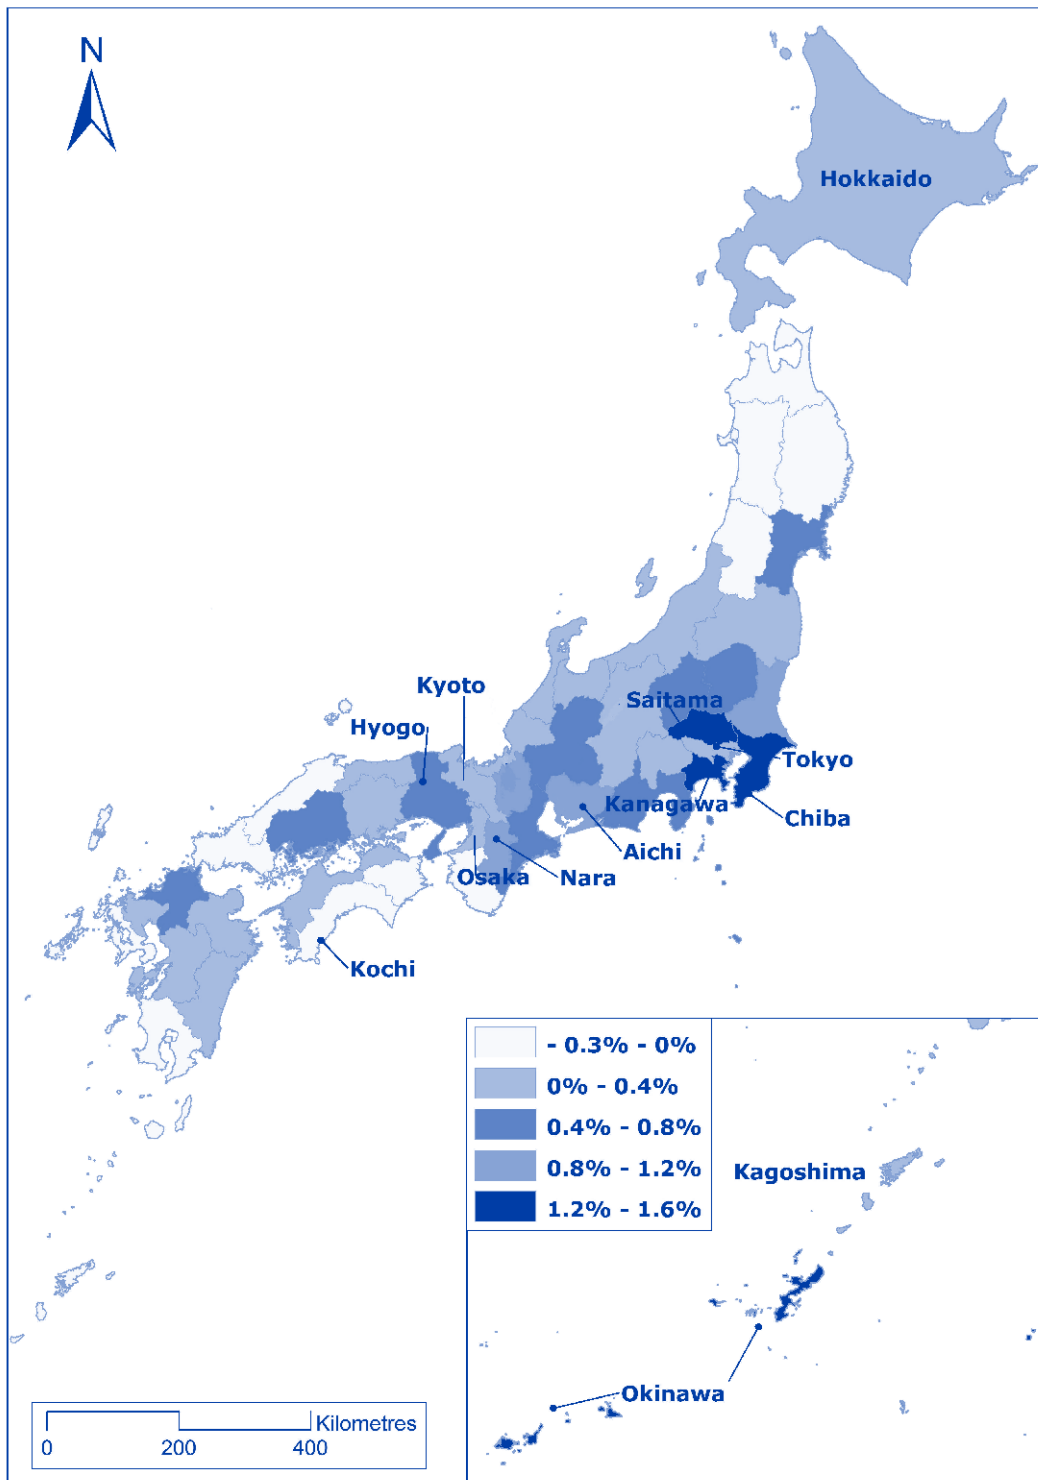 N
Hokkaido
Kyoto
Saitama
Hyogo
Tokyo
Kanagawa
Chiba
Aichi
Osaka
Nara
Kochi
- 0.3% - 0%
0% - 0.4%
0.4% - 0.8%
0.8% - 1.2%
1.2% - 1.6%
Kagoshima
Okinawa
Kilometres
0 200 400